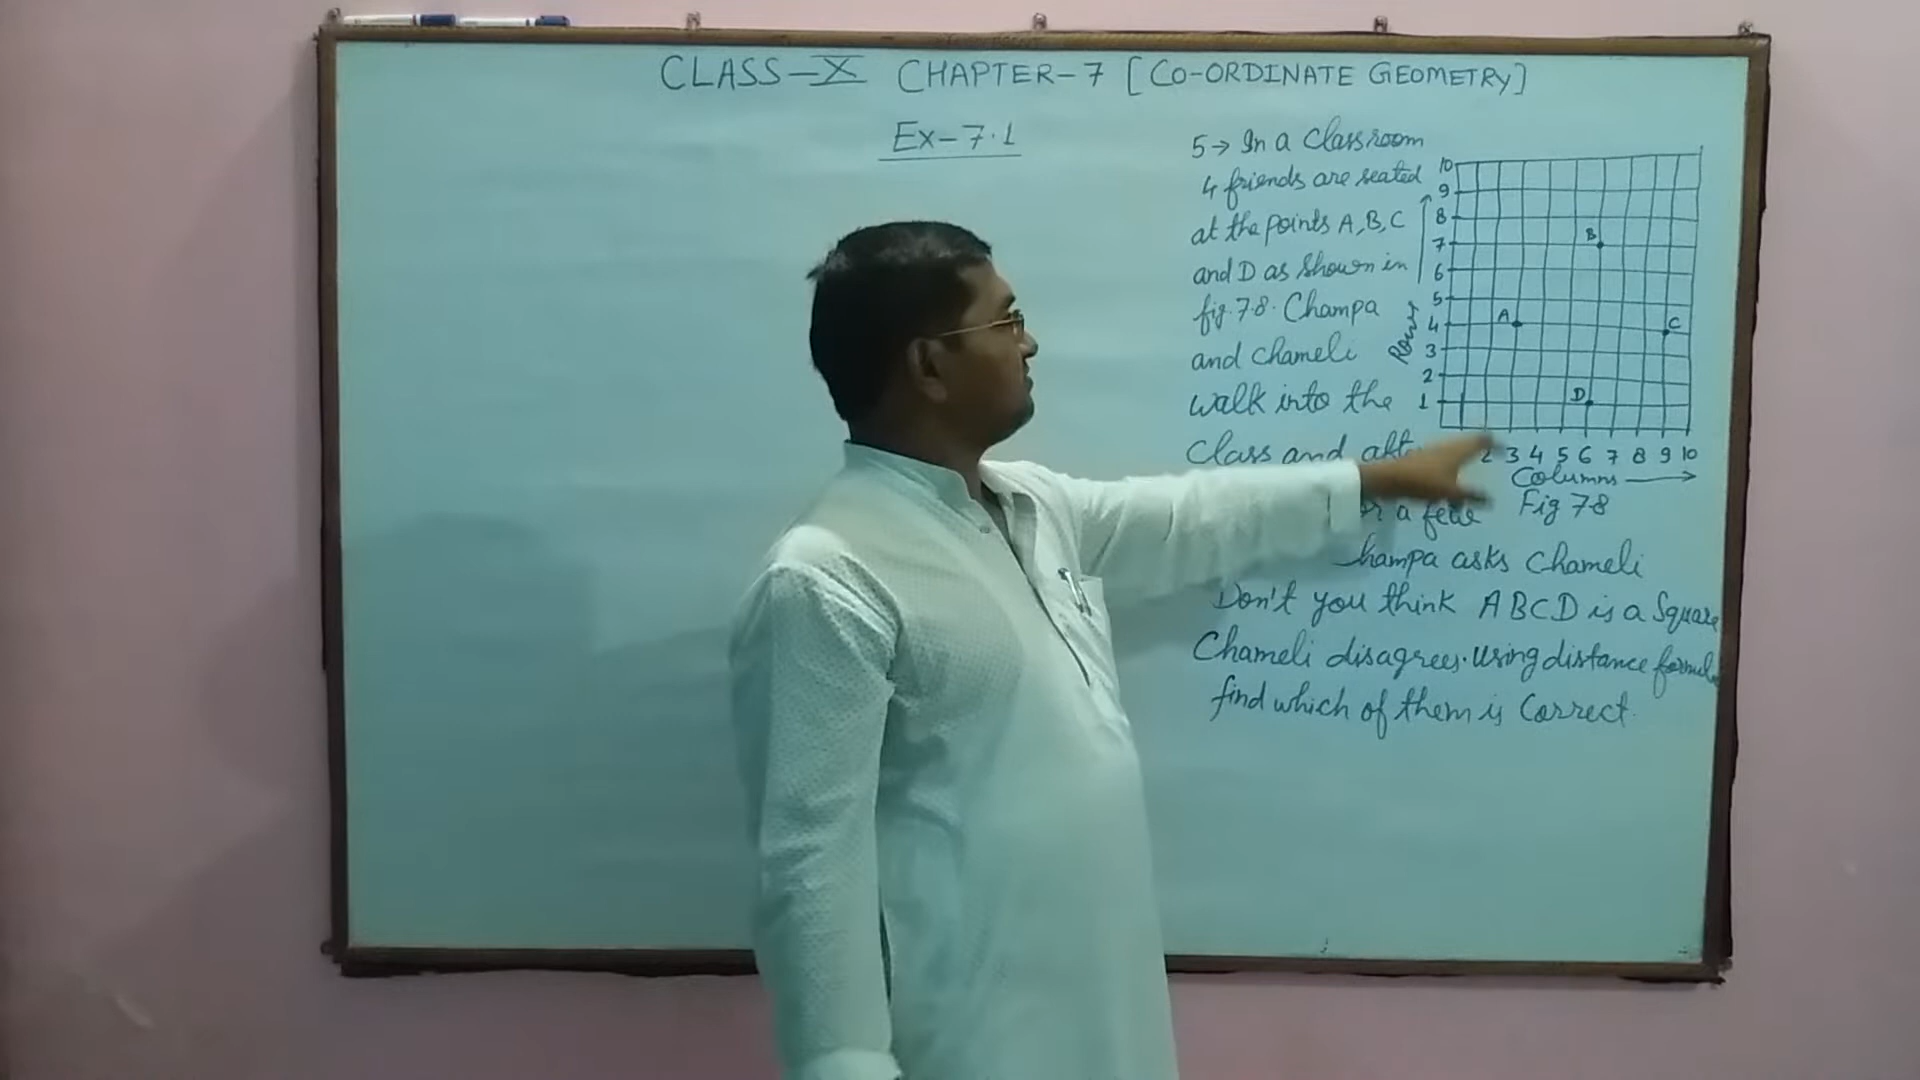 CLASS-X CHAPTER-7 [CO-ORDINATE GEOMETRY]
Ex-7.1
5→ In a Classroom
4 friends are seated
at the points A,B,C
and D as shown in
fig 7.8. Champa
and Chameli
walk into the
Class and
a few
Champa asks Chameli
Don't you think ABCD is a Square
Chameli disagrees. Using distance formula
find which of them is Correct.
10
9
8
7
6
5
4
3
2
1
Rows
B
A
C
D
2 3 4 5 6 7 8 9 10
Columns
Fig 7.8